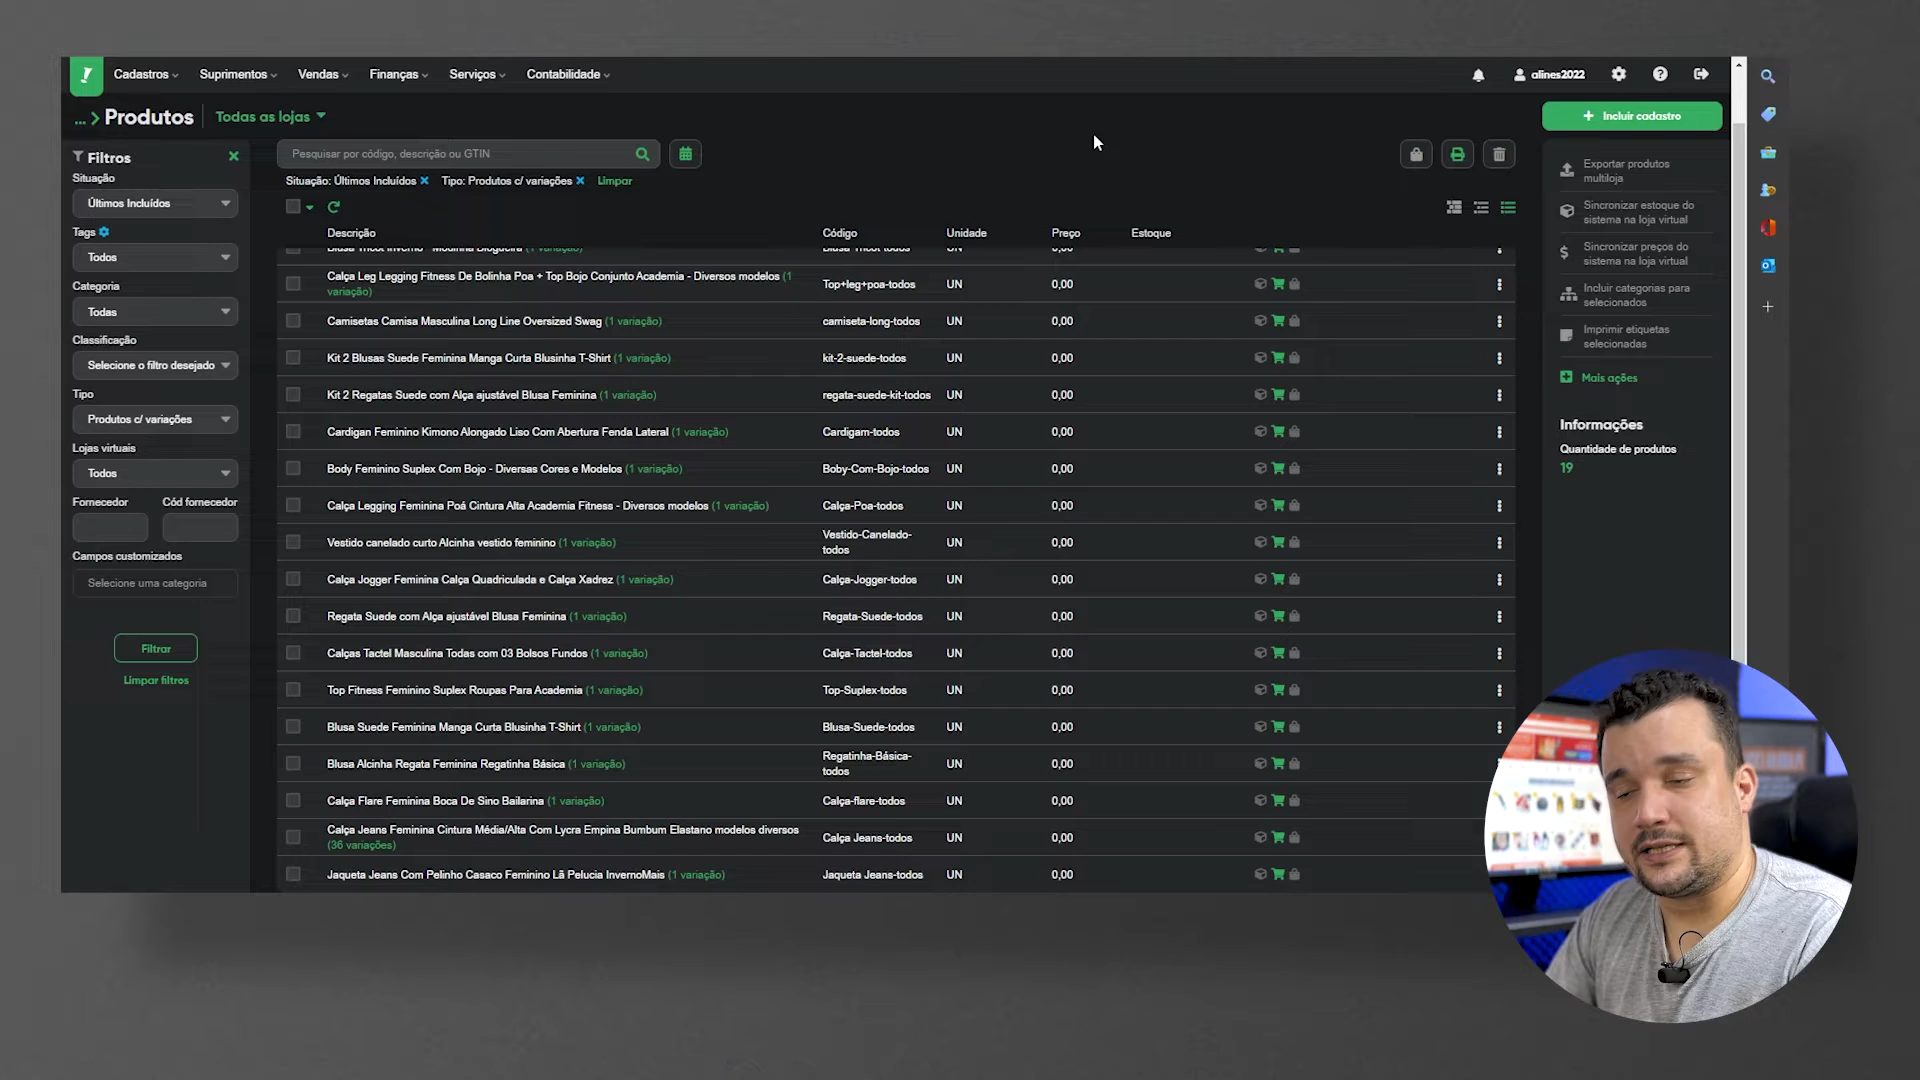 Cadastros
Suprimentos
Vendas
Finanças
Serviços
Contabilidade
alines2022
... > Produtos
Todas as lojas
Incluir cadastro
Filtros
Situação
Últimos Incluídos
Tags
Todos
Categoria
Todas
Classificação
Selecione o filtro desejado
Tipo
Produtos c/ variações
Lojas virtuais
Todos
Fornecedor
Cód fornecedor
Campos customizados
Selecione uma categoria
Filtrar
Limpar filtros
Pesquisar por código, descrição ou GTIN
Situação: Últimos Incluídos
Tipo: Produtos c/ variações
Limpar
Descrição Código Unidade Preço Estoque
Blusa Tricot Inverno - Modinha Blogueira (1 variação) Blusa-Tricot-todos UN 0,00
Calça Leg Legging Fitness De Bolinha Poa + Top Bojo Conjunto Academia - Diversos modelos (1
variação) Top+leg+poa-todos UN 0,00
Camisetas Camisa Masculina Long Line Oversized Swag (1 variação) camiseta-long-todos UN 0,00
Kit 2 Blusas Suede Feminina Manga Curta Blusinha T-Shirt (1 variação) kit-2-suede-todos UN 0,00
Kit 2 Regatas Suede com Alça ajustável Blusa Feminina (1 variação) regata-suede-kit-todos UN 0,00
Cardigan Feminino Kimono Alongado Liso Com Abertura Fenda Lateral (1 variação) Cardigam-todos UN 0,00
Body Feminino Suplex Com Bojo - Diversas Cores e Modelos (1 variação) Boby-Com-Bojo-todos UN 0,00
Calça Legging Feminina Poá Cintura Alta Academia Fitness - Diversos modelos (1 variação) Calça-Poa-todos UN 0,00
Vestido canelado curto Alcinha vestido feminino (1 variação) Vestido-Canelado-
todos UN 0,00
Calça Jogger Feminina Calça Quadriculada e Calça Xadrez (1 variação) Calça-Jogger-todos UN 0,00
Regata Suede com Alça ajustável Blusa Feminina (1 variação) Regata-Suede-todos UN 0,00
Calças Tactel Masculina Todas com 03 Bolsos Fundos (1 variação) Calça-Tactel-todos UN 0,00
Top Fitness Feminino Suplex Roupas Para Academia (1 variação) Top-Suplex-todos UN 0,00
Blusa Suede Feminina Manga Curta Blusinha T-Shirt (1 variação) Blusa-Suede-todos UN 0,00
Blusa Alcinha Regata Feminina Regatinha Básica (1 variação) Regatinha-Básica-
todos UN 0,00
Calça Flare Feminina Boca De Sino Bailarina (1 variação) Calça-flare-todos UN 0,00
Calça Jeans Feminina Cintura Média/Alta Com Lycra Empina Bumbum Elastano modelos diversos
(36 variações) Calça Jeans-todos UN 0,00
Jaqueta Jeans Com Pelinho Casaco Feminino Lã Pelucia InvernoMais (1 variação) Jaqueta Jeans-todos UN 0,00
Exportar produtos
multiloja
Sincronizar estoque do
sistema na loja virtual
Sincronizar preços do
sistema na loja virtual
Incluir categorias para
selecionados
Imprimir etiquetas
selecionadas
Mais ações
Informações
Quantidade de produtos
19